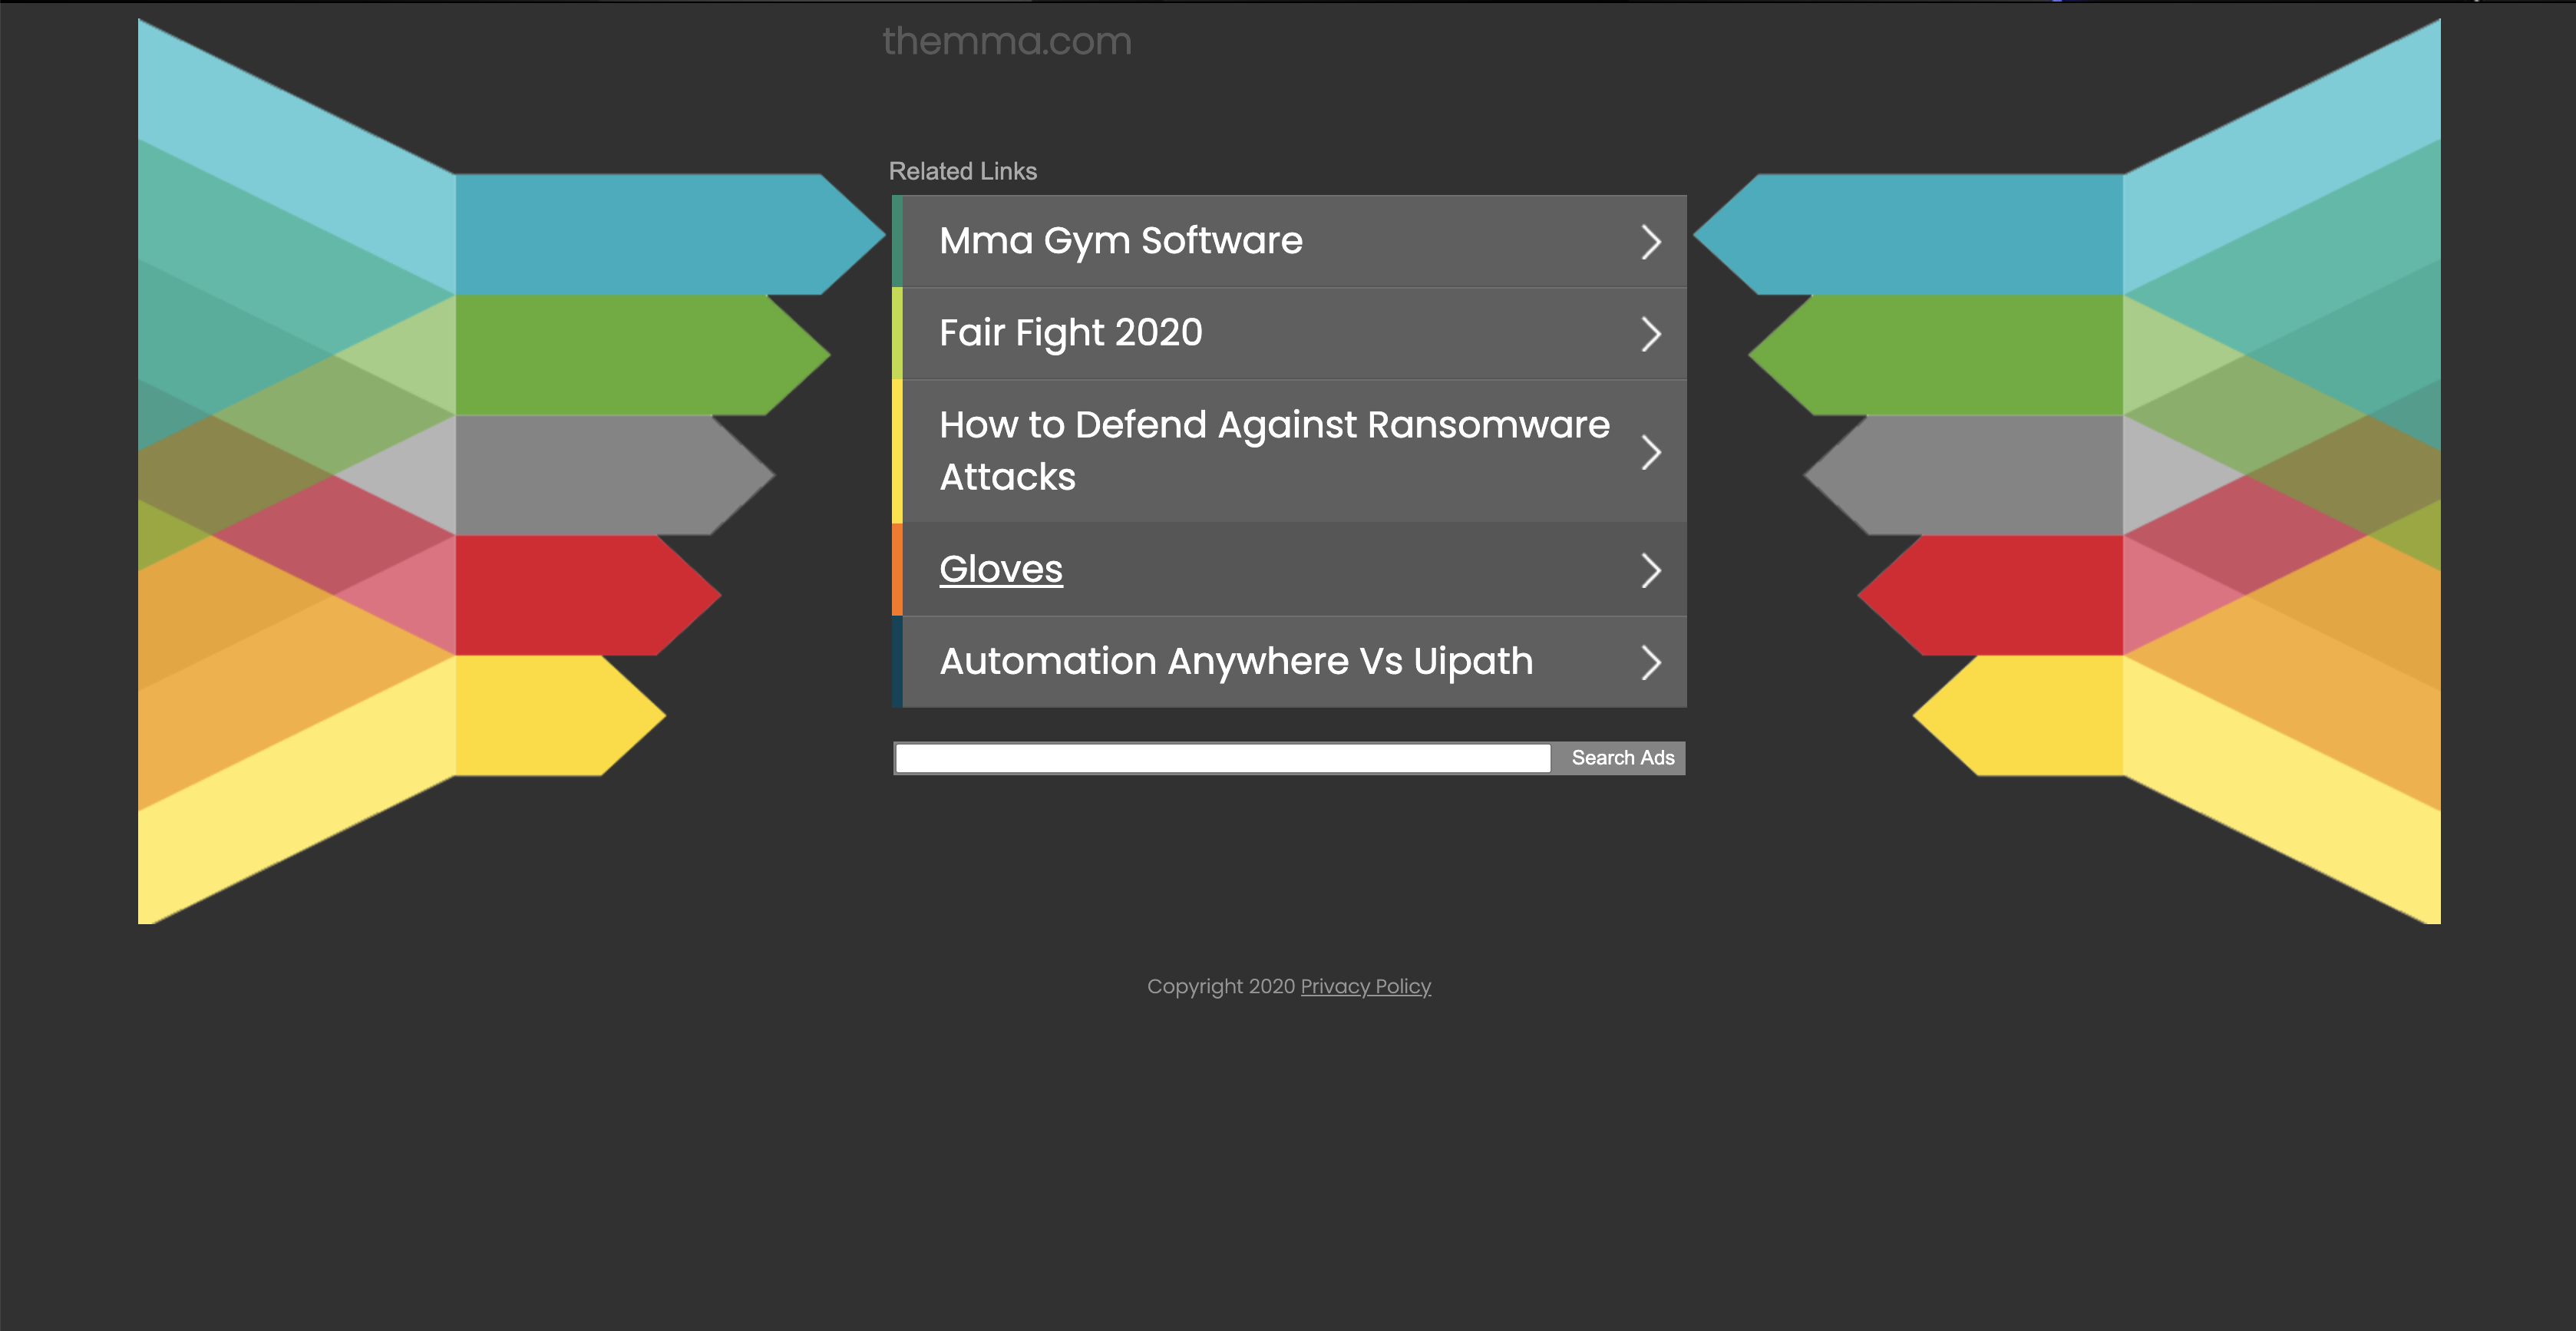 themma.com
Related Links
Mma Gym Software
Fair Fight 2020
How to Defend Against Ransomware
Attacks
Gloves
Automation Anywhere Vs Uipath
Search Ads
Copyright 2020 Privacy Policy